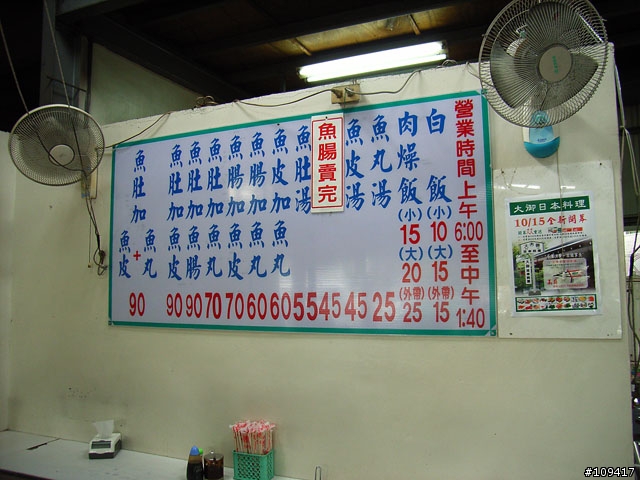 營業時間 上午6:00至中午1:40
白飯 (小)10 (大)15 (外帶)15
肉燥飯 (小)15 (大)20 (外帶)25
魚丸湯 25
魚皮湯 45
魚腸賣完
45
魚肚湯 55
魚皮加魚丸 60
魚腸加魚丸 60
魚腸加魚皮 70
魚肚加魚丸 70
魚肚加魚腸 90
魚肚加魚皮 90
魚肚加魚皮+魚丸 90
大御日本料理
10/15全新開幕
#109417